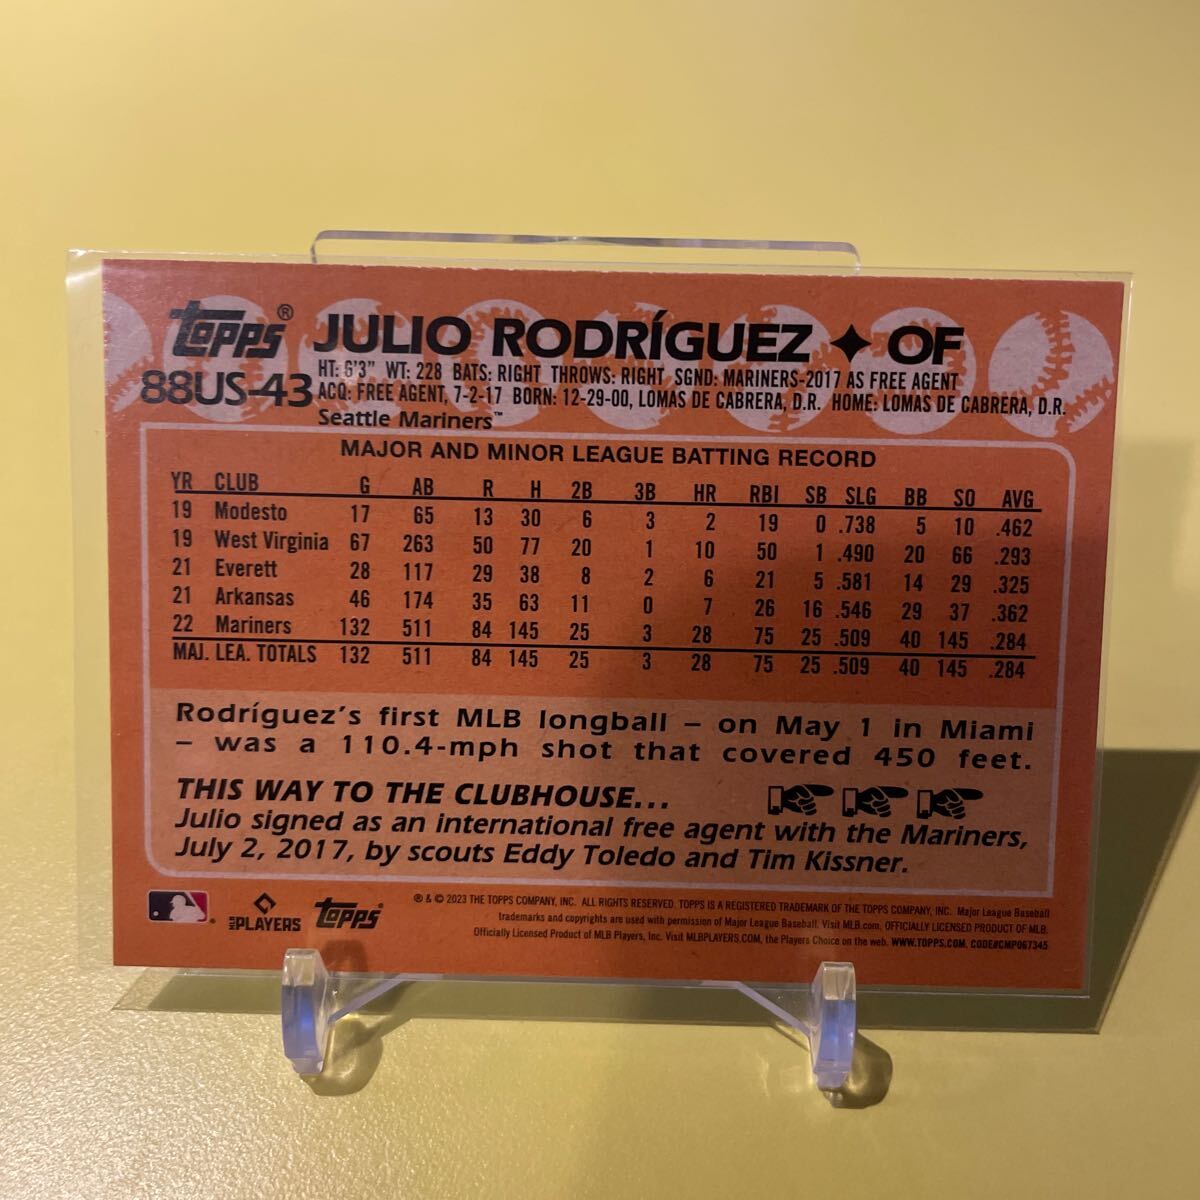 TOPPS® JULIO RODRÍGUEZ ✦ OF
88US-43
HT: 6'3" WT: 228 BATS: RIGHT THROWS: RIGHT SGND: MARINERS-2017 AS FREE AGENT
ACQ: FREE AGENT, 7-2-17 BORN: 12-29-00, LOMAS DE CABRERA, D.R. HOME: LOMAS DE CABRERA, D.R.
Seattle Mariners™
MAJOR AND MINOR LEAGUE BATTING RECORD
YR CLUB G AB R H 2B 3B HR RBI SB SLG BB SO AVG
19 Modesto 17 65 13 30 6 3 2 19 0 .738 5 10 .462
19 West Virginia 67 263 50 77 20 1 10 50 1 .490 20 66 .293
21 Everett 28 117 29 38 8 2 6 21 5 .581 14 29 .325
21 Arkansas 46 174 35 63 11 0 7 26 16 .546 29 37 .362
22 Mariners 132 511 84 145 25 3 28 75 25 .509 40 145 .284
MAJ. LEA. TOTALS 132 511 84 145 25 3 28 75 25 .509 40 145 .284
Rodríguez's first MLB longball – on May 1 in Miami
– was a 110.4-mph shot that covered 450 feet.
THIS WAY TO THE CLUBHOUSE...
Julio signed as an international free agent with the Mariners,
July 2, 2017, by scouts Eddy Toledo and Tim Kissner.
MLB PLAYERS TOPPS®
® & © 2023 THE TOPPS COMPANY, INC. ALL RIGHTS RESERVED. TOPPS IS A REGISTERED TRADEMARK OF THE TOPPS COMPANY, INC. Major League Baseball
trademarks and copyrights are used with permission of Major League Baseball. Visit MLB.com. OFFICIALLY LICENSED PRODUCT OF MLB.
Officially Licensed Product of MLB Players, Inc. Visit MLBPLAYERS.COM, the Players Choice on the web. WWW.TOPPS.COM. CODE#CMP067345